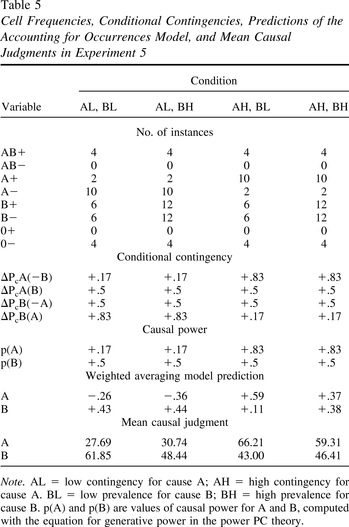 Table 5
Cell Frequencies, Conditional Contingencies, Predictions of the
Accounting for Occurrences Model, and Mean Causal
Judgments in Experiment 5
Condition
Variable AL, BL AL, BH AH, BL AH, BH
No. of instances
AB+ 4 4 4 4
AB− 0 0 0 0
A+ 2 2 10 10
A− 10 10 2 2
B+ 6 12 6 12
B− 6 12 6 12
0+ 0 0 0 0
0− 4 4 4 4
Conditional contingency
ΔPcA(−B) +.17 +.17 +.83 +.83
ΔPcA(B) +.5 +.5 +.5 +.5
ΔPcB(−A) +.5 +.5 +.5 +.5
ΔPcB(A) +.83 +.83 +.17 +.17
Causal power
p(A) +.17 +.17 +.83 +.83
p(B) +.5 +.5 +.5 +.5
Weighted averaging model prediction
A −.26 −.36 +.59 +.37
B +.43 +.44 +.11 +.38
Mean causal judgment
A 27.69 30.74 66.21 59.31
B 61.85 48.44 43.00 46.41
Note. AL = low contingency for cause A; AH = high contingency for
cause A. BL = low prevalence for cause B; BH = high prevalence for
cause B. p(A) and p(B) are values of causal power for A and B, computed
with the equation for generative power in the power PC theory.